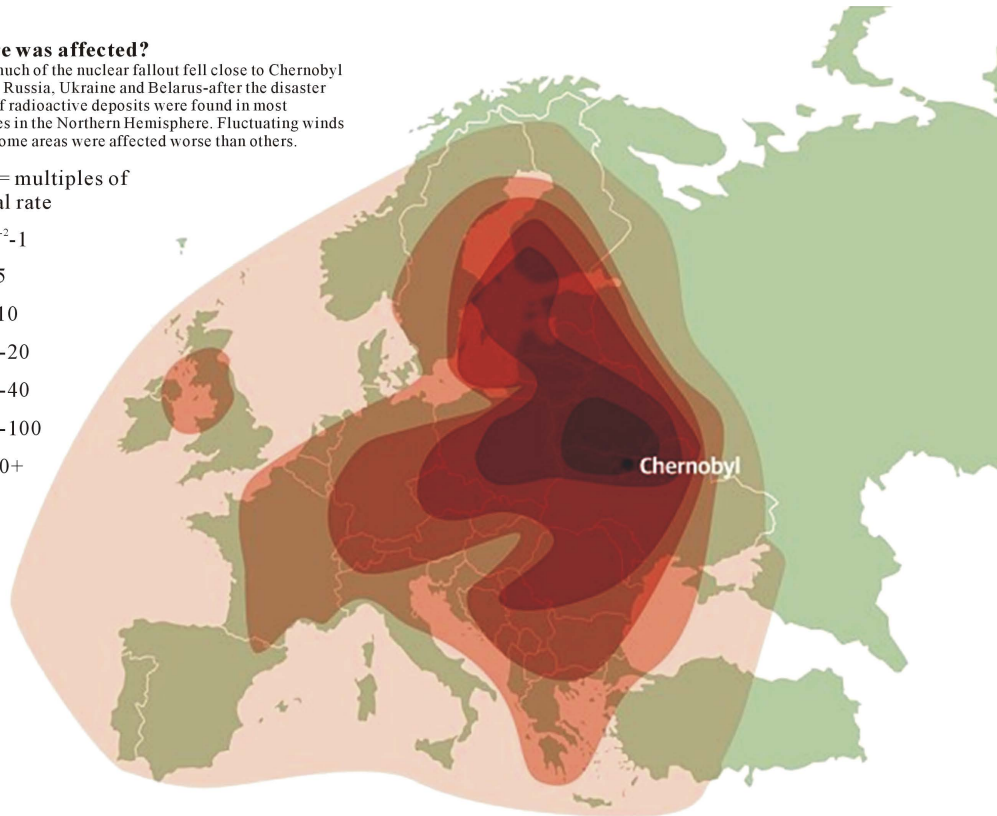 e was affected?
uch of the nuclear fallout fell close to Chernobyl
Russia, Ukraine and Belarus-after the disaster
f radioactive deposits were found in most
es in the Northern Hemisphere. Fluctuating winds
ome areas were affected worse than others.
= multiples of
al rate
-2-1
5
10
-20
-40
-100
0+
Chernobyl